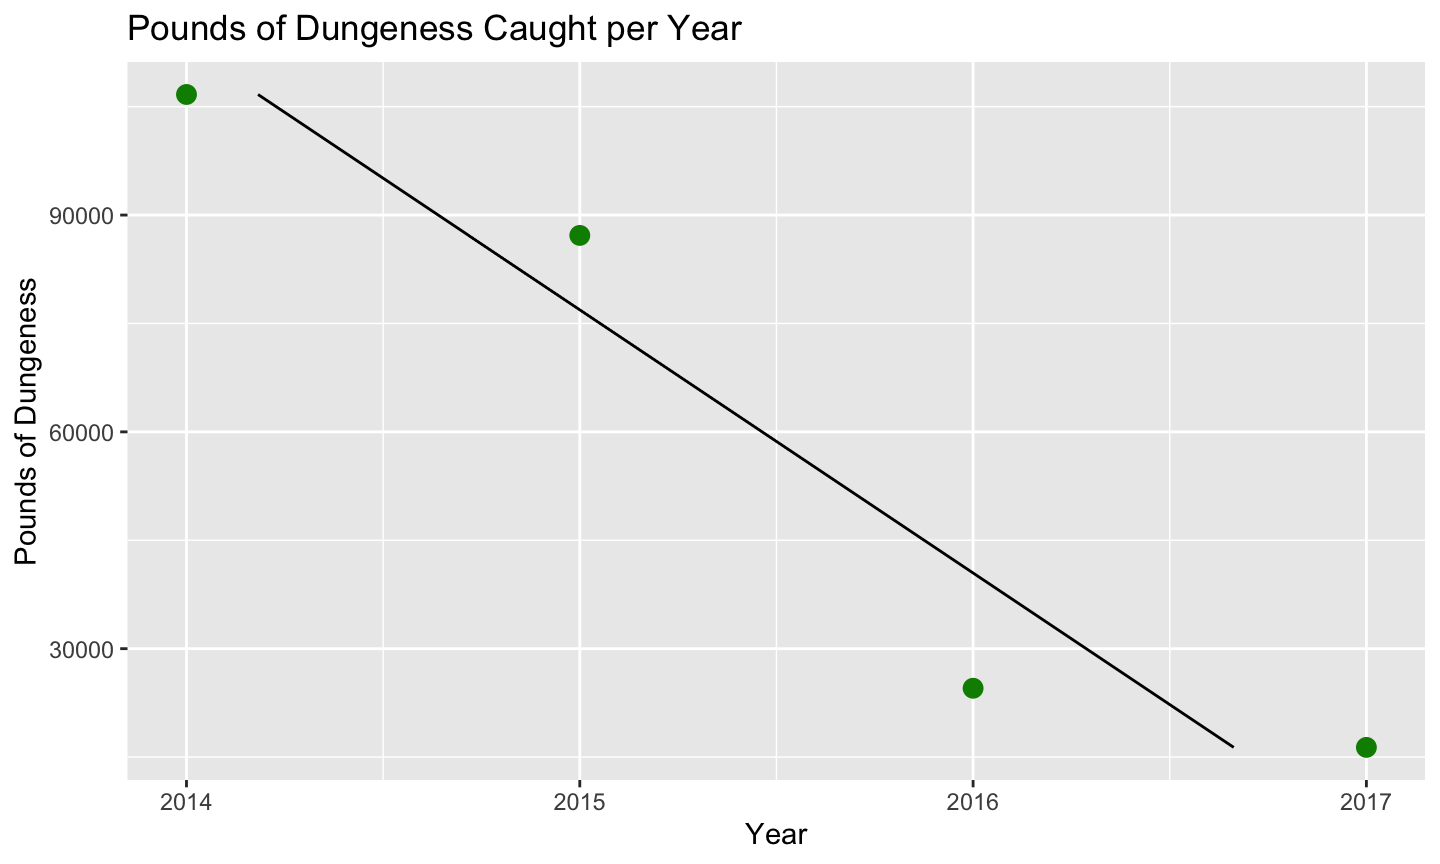 Pounds of Dungeness Caught per Year
Pounds of Dungeness
90000
60000
30000
2014
2015
2016
2017
Year